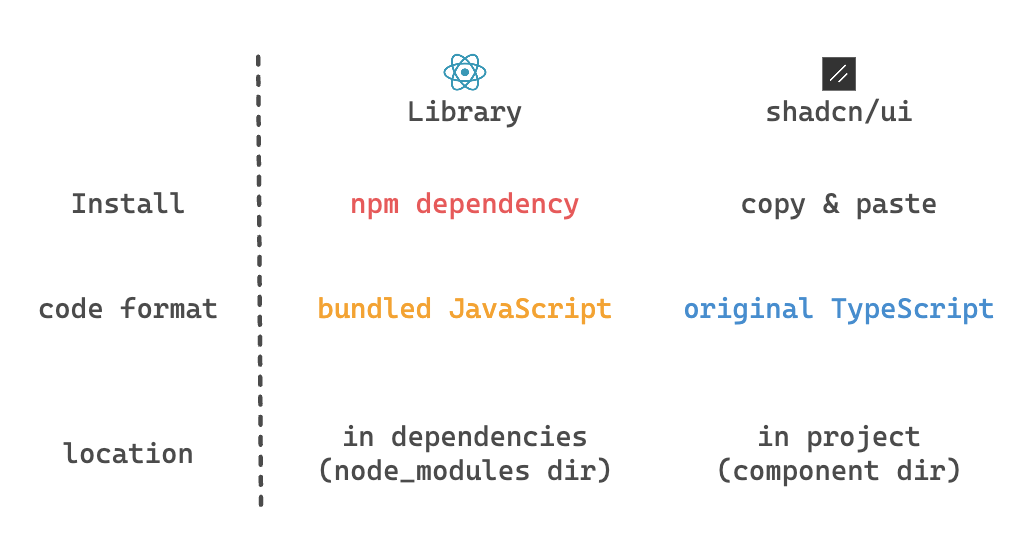 Library
shadcn/ui
Install
npm dependency
copy & paste
code format
bundled JavaScript
original TypeScript
location
in dependencies
(node_modules dir)
in project
(component dir)